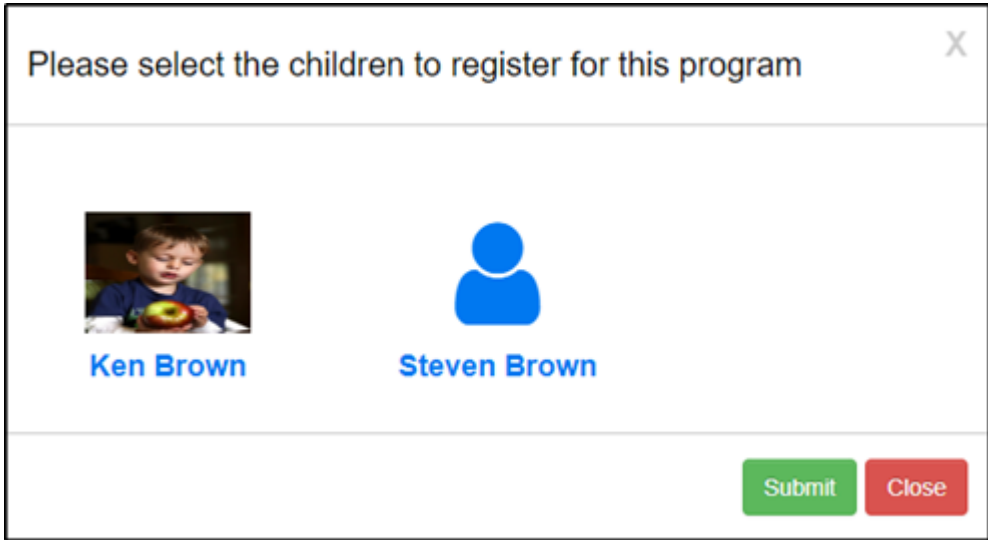 Please select the children to register for this program
X
Ken Brown
Steven Brown
Submit
Close